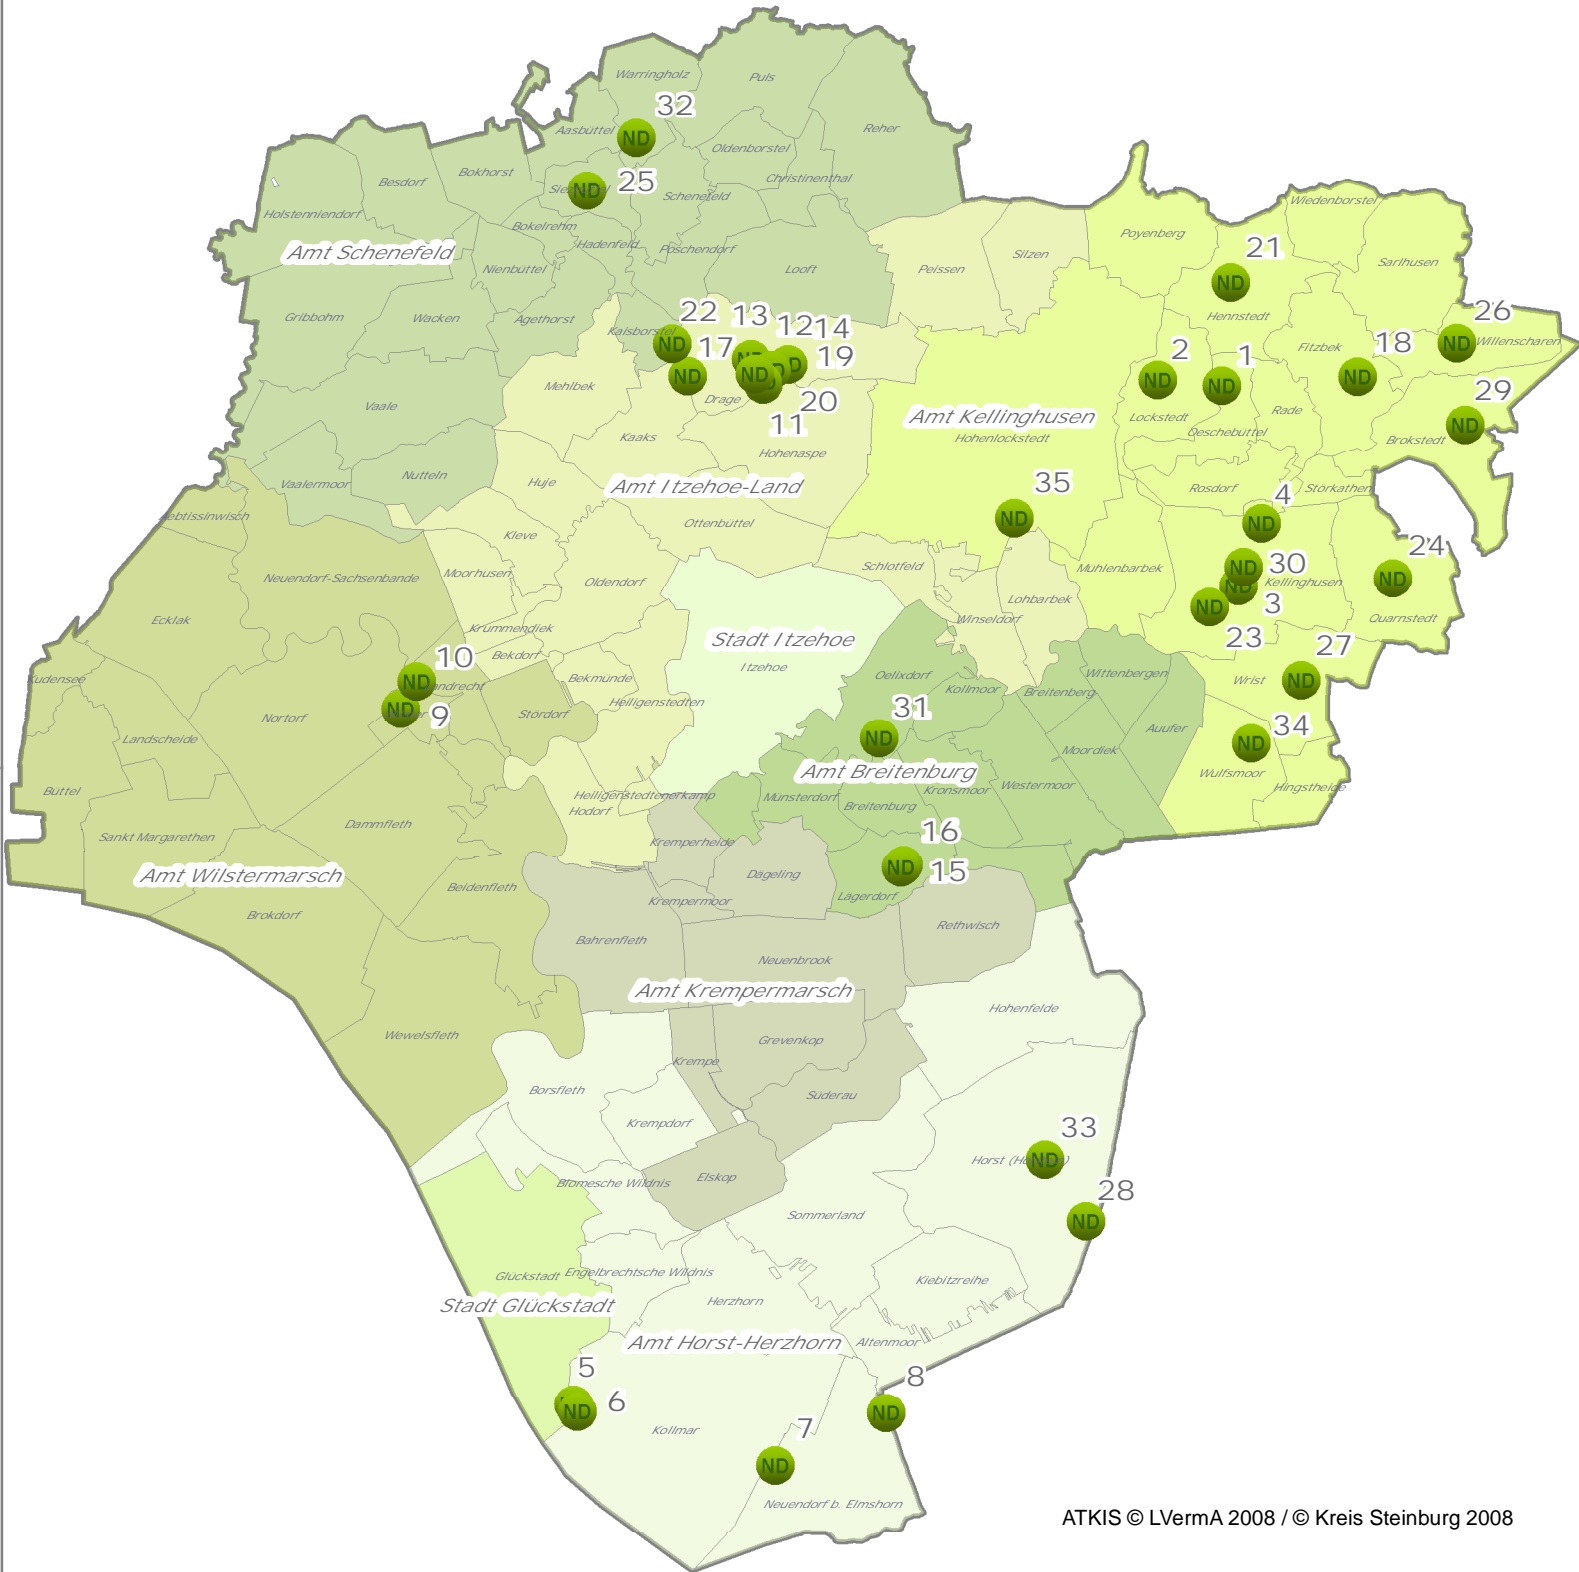 Warringholz
Puls
32
ND
Aasbüttel
Reher
Oldenborstel
Bokhorst
Besdorf
Christinenthal
25
ND
Schenefeld
Holstenniendorf
Wiedenborstel
Bokelrehm
Poyenberg
Hadenfeld
Poschendorf
Amt Schenefeld
21
Silzen
Sarlhusen
Nienbüttel
Looft
Peissen
ND
Gribbohm
Wacken
Agethorst
Hennstedt
26
22
13
12
14
Kaisborstel
ND
ND
Willenscharen
Fitzbek
18
2
1
17
19
ND
ND
ND
ND
ND
Mehlbek
Drage
20
29
Vaale
11
Amt Kellinghusen
Lockstedt
Rade
Oeschebüttel
ND
Kaaks
Hohenaspe
Hohenlockstedt
Brokstedt
Nutteln
Vaalermoor
Huje
Amt Itzehoe-Land
35
Rosdorf
4
Störkathen
Aebtissinwisch
Ottenbüttel
ND
ND
Kleve
24
Moorhusen
Oldendorf
Schlotfeld
Mühlenbarbek
30
ND
Kellinghusen
ND
Neuendorf-Sachsenbande
Lohbarbek
ND
3
Ecklak
Winseldorf
ND
23
Quarnstedt
Krummendiek
Stadt Itzehoe
Bekdorf
10
Itzehoe
27
Kudensee
ND
Bekmünde
Oelixdorf
Kollmoor
Breitenberg
Wittenbergen
Wrist
ND
Heiligenstedten
9
ND
Stördorf
31
Nortorf
Landscheide
ND
Moordiek
Auufer
34
ND
Amt Breitenburg
Wulfsmoor
Büttel
Heiligenstedtenerkamp
Münsterdorf
Breitenburg
Kronsmoor
Westermoor
Hingstheide
Hodorf
Sankt Margarethen
Dammfleth
Kremperheide
16
Amt Wilstermarsch
Dägeling
ND
15
Beidenfleth
Krempermoor
Lägerdorf
Brokdorf
Bahrenfleth
Rethwisch
Neuenbrook
Amt Krempermarsch
Hohenfelde
Wewelsfleth
Grevenkop
Krempe
Borsfleth
Süderau
Krempdorf
33
Horst (Ho
ND
Elskop
Blomesche Wildnis
28
Sommerland
ND
Glückstadt
Engelbrechtsche Wildnis
Kiebitzreihe
Stadt Glückstadt
Herzhorn
Amt Horst-Herzhorn
Altenmoor
5
8
6
ND
ND
Kollmar
7
ND
Neuendorf b. Elmshorn
ATKIS © LVermA 2008 / © Kreis Steinburg 2008